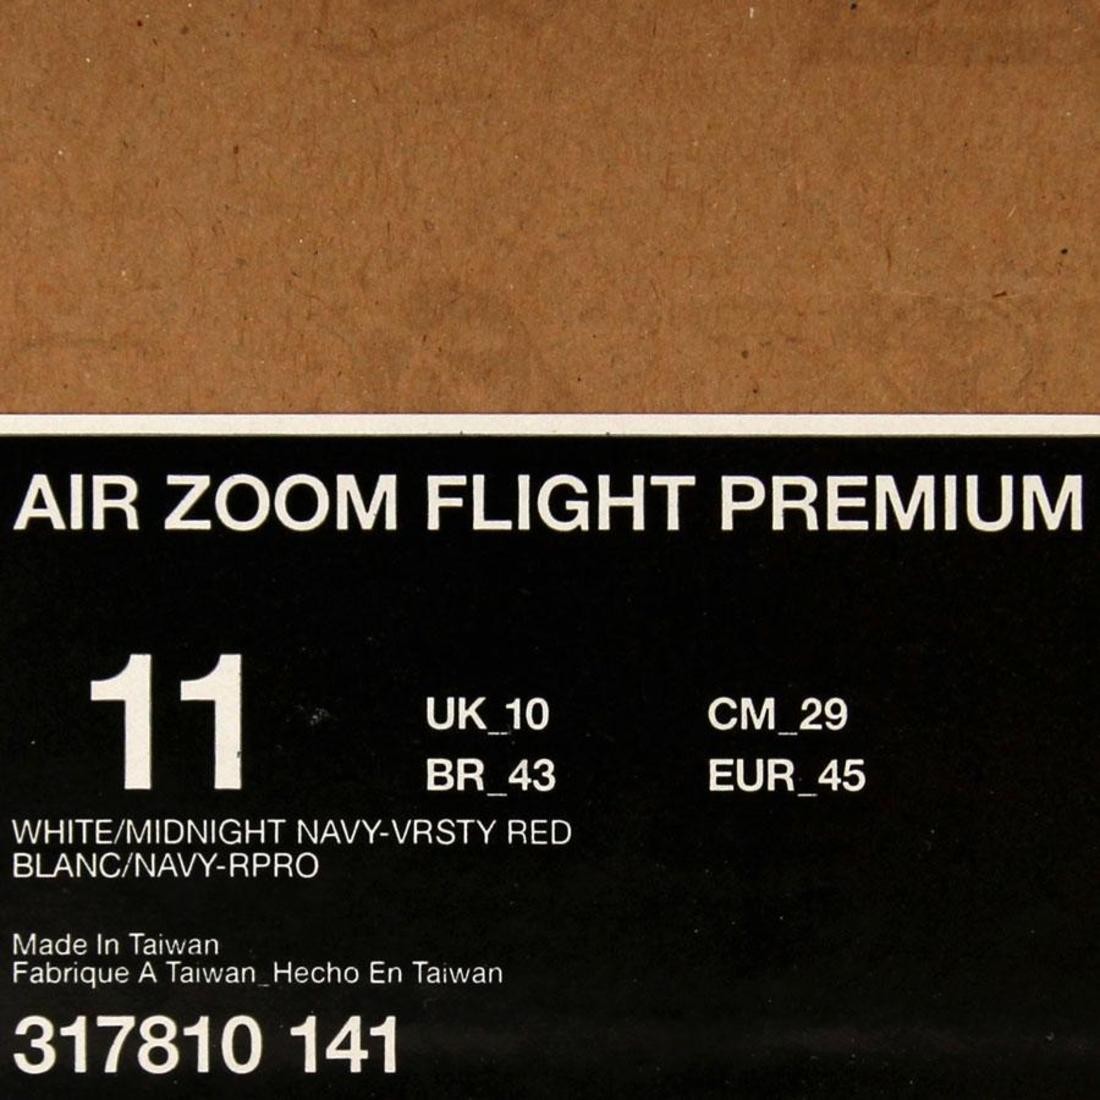 AIR ZOOM FLIGHT PREMIUM
11
UK_10 CM_29
BR_43 EUR_45
WHITE/MIDNIGHT NAVY-VRSTY RED
BLANC/NAVY-RPRO
Made In Taiwan
Fabrique A Taiwan_Hecho En Taiwan
317810 141